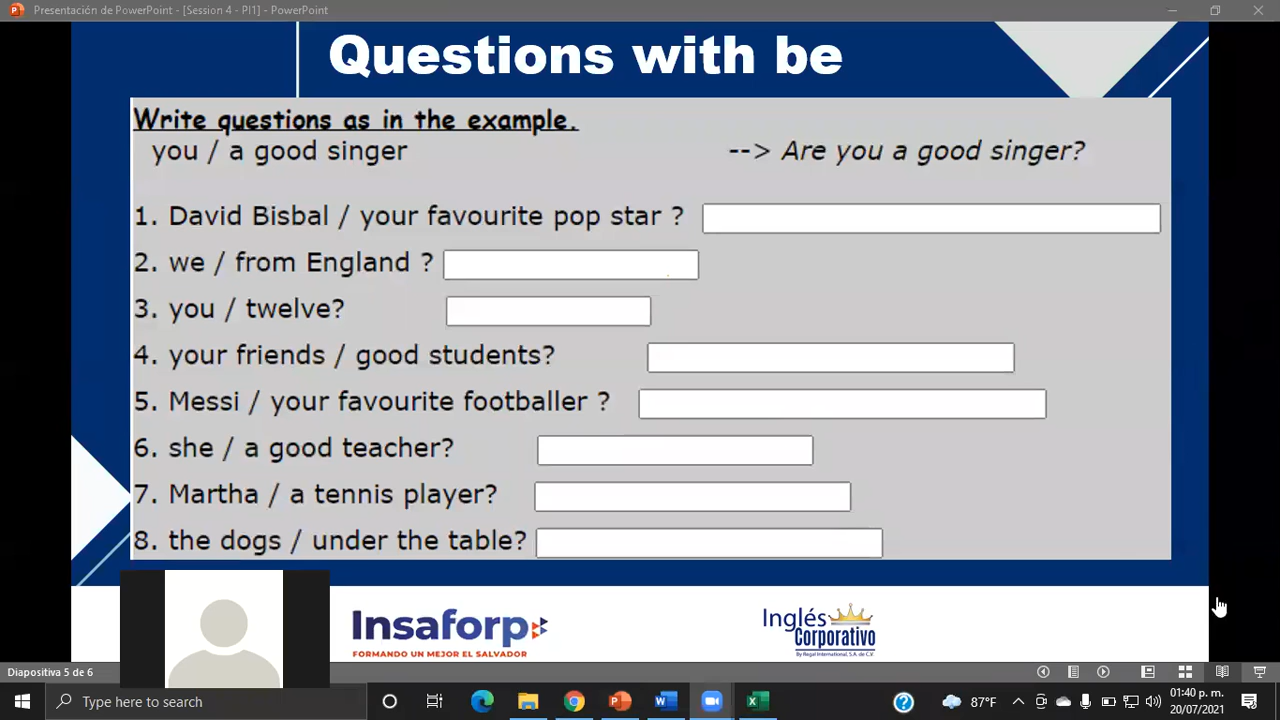 Presentación de PowerPoint - [Session 4 - PI1] - PowerPoint
Questions with be
Write questions as in the example.
you / a good singer --> Are you a good singer?
1. David Bisbal / your favourite pop star ?
2. we / from England ?
3. you / twelve?
4. your friends / good students?
5. Messi / your favourite footballer ?
6. she / a good teacher?
7. Martha / a tennis player?
8. the dogs / under the table?
Insaforp
FORMANDO UN MEJOR EL SALVADOR
Inglés
Corporativo
By Regal International, S.A. de C.V.
Diapositiva 5 de 6
Type here to search
87°F
01:40 p. m.
20/07/2021